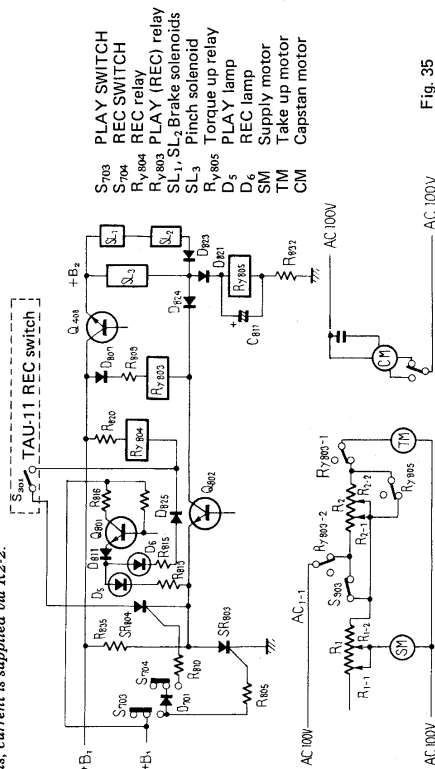 us, current is supplied via R2-2.
TAU-11 REC switch
S301
+B1
+B1
+B2
R835
SR804
D5
D811
Q801
R816
D6
R815
R813
D825
R820
Ry804
D807
R809
Ry803
Q408
SL3
SL1
SL2
D823
D824
D821
Ry805
C817
R832
Q802
S703
S704
D701
R810
R805
SR803
S703 PLAY SWITCH
S704 REC SWITCH
Ry804 REC relay
Ry803 PLAY (REC) relay
SL1, SL2 Brake solenoids
SL3 Pinch solenoid
Ry805 Torque up relay
D5 PLAY lamp
D6 REC lamp
SM Supply motor
TM Take up motor
CM Capstan motor
AC 100V
AC1-1
Ry803-2
Ry803-1
R1
R1-1
R1-2
S903
R2
R2-1
R2-2
Ry805
SM
TM
AC 100V
AC 100V
CM
AC 100V
Fig. 35